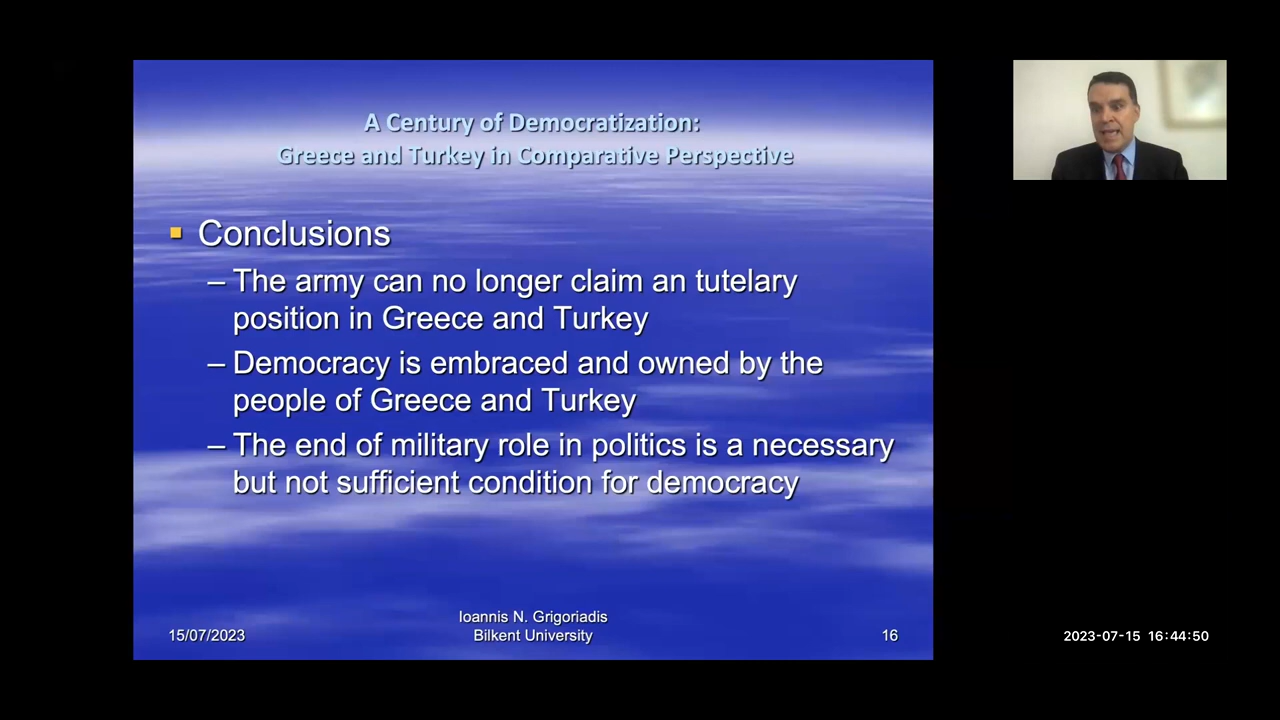 A Century of Democratization:
Greece and Turkey in Comparative Perspective
Conclusions
– The army can no longer claim an tutelary
position in Greece and Turkey
– Democracy is embraced and owned by the
people of Greece and Turkey
– The end of military role in politics is a necessary
but not sufficient condition for democracy
15/07/2023
Ioannis N. Grigoriadis
Bilkent University
16
2023-07-15 16:44:50